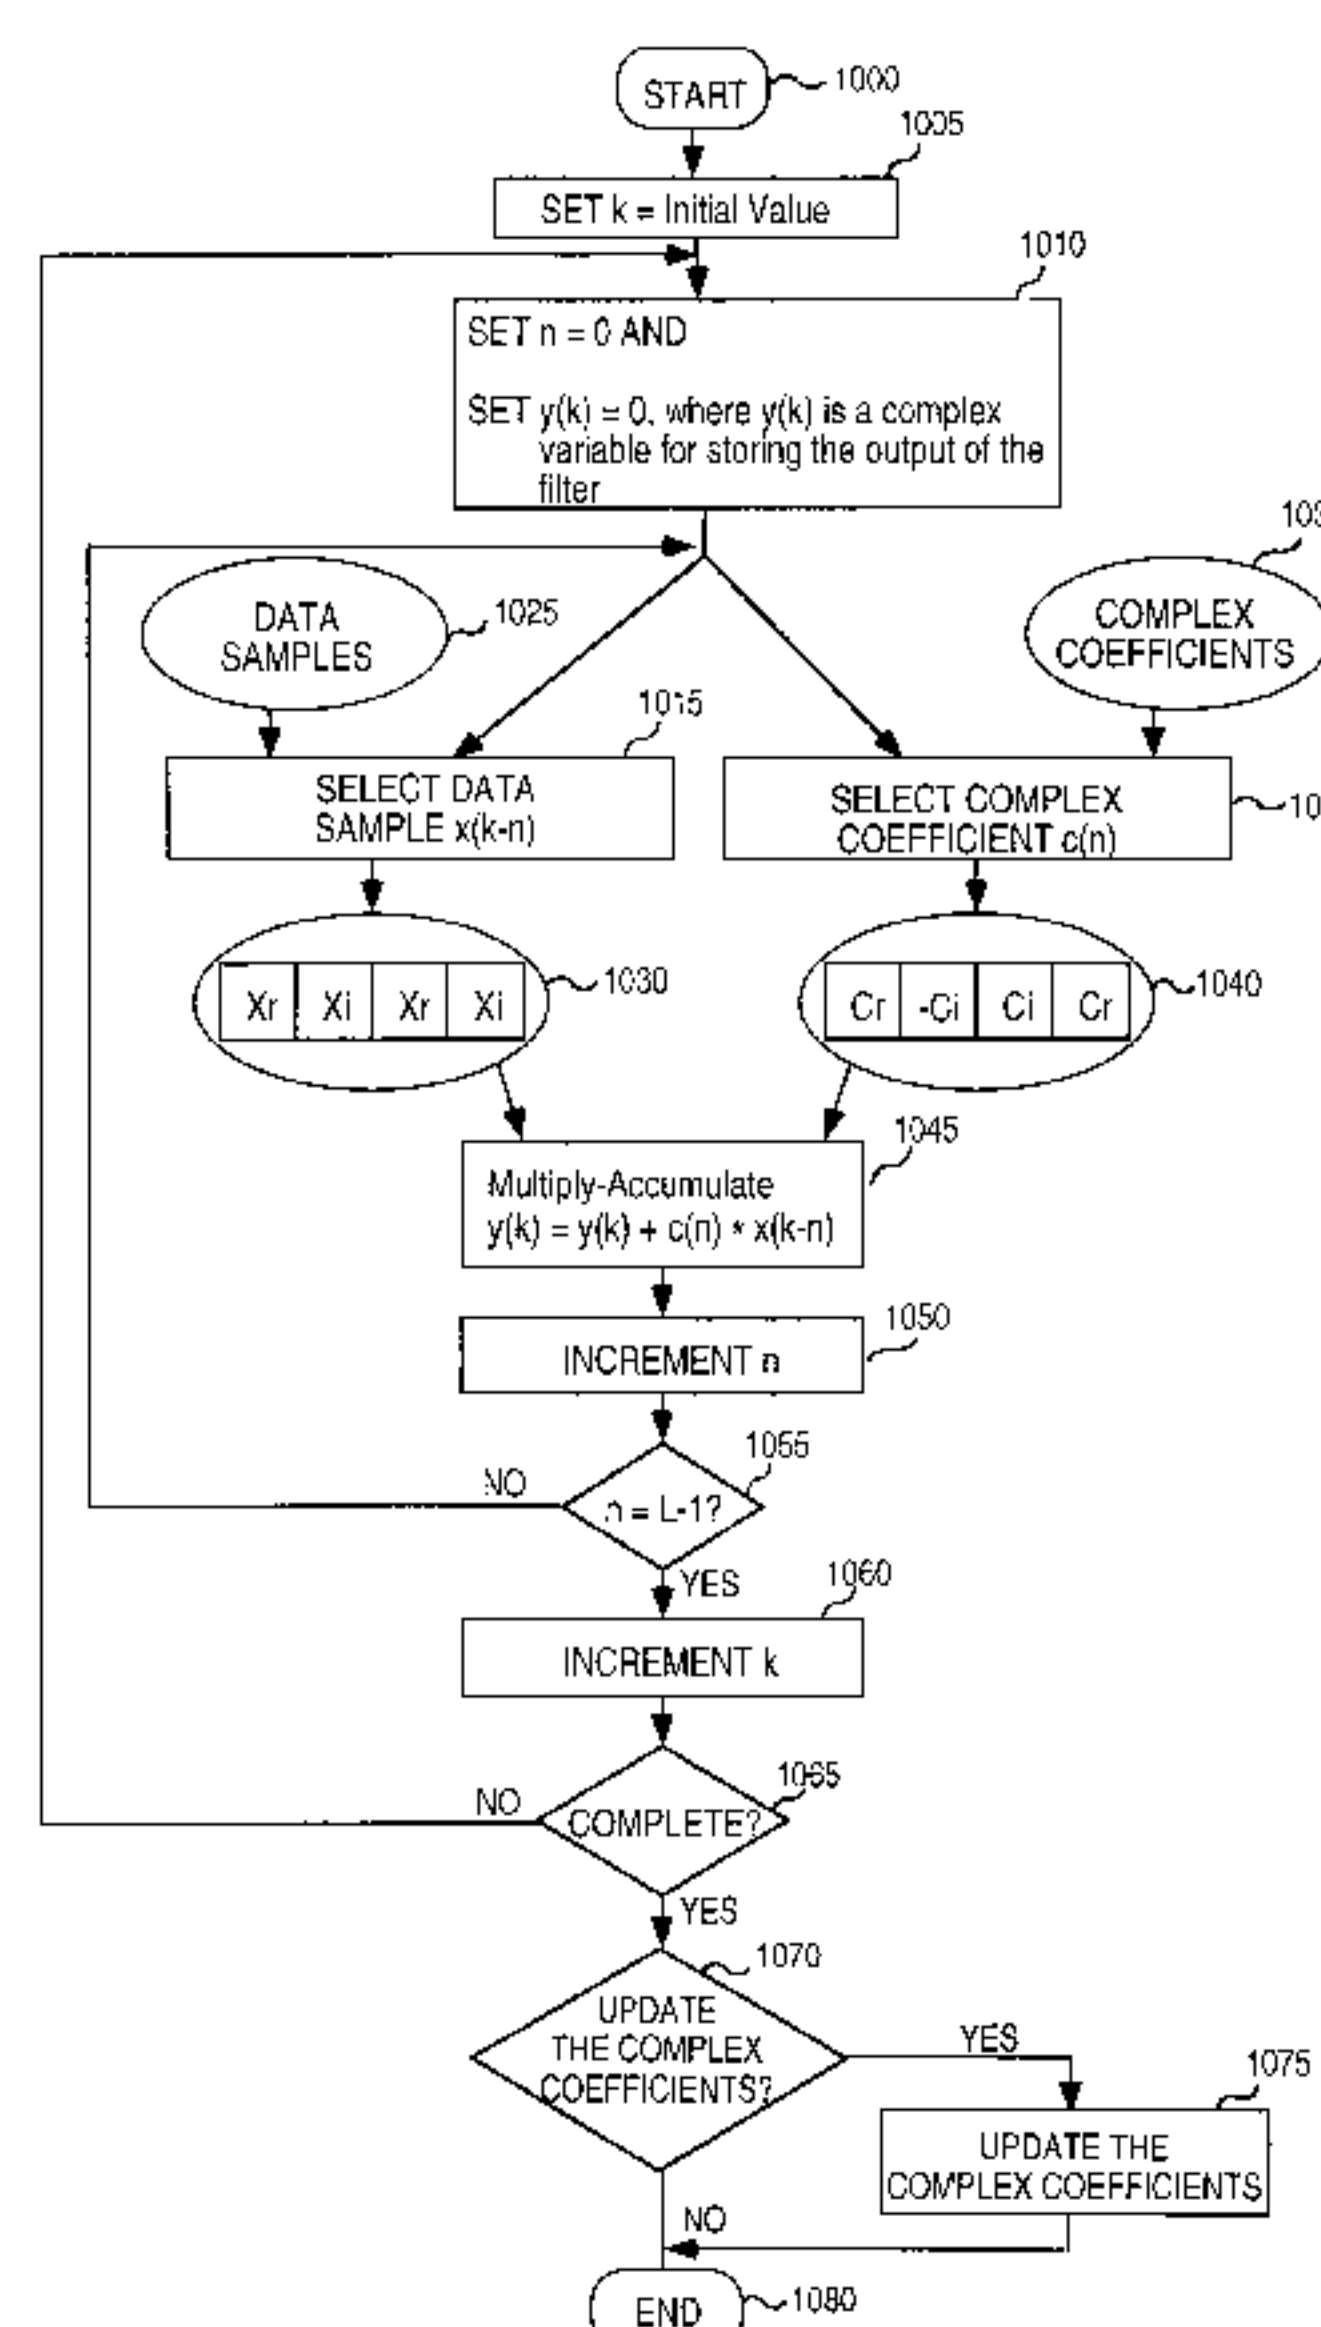 START
1000
1005
SET k = Initial Value
1010
SET n = 0 AND
SET y(k) = 0, where y(k) is a complex
variable for storing the output of the
filter
DATA
SAMPLES
1025
COMPLEX
COEFFICIENTS
1015
SELECT DATA
SAMPLE x(k-n)
SELECT COMPLEX
COEFFICIENT c(n)
Xr Xi Xr Xi
1030
Cr -Ci Ci Cr
1040
1045
Multiply-Accumulate
y(k) = y(k) + c(n) * x(k-n)
1050
INCREMENT n
1055
NO
n = L-1?
YES
1060
INCREMENT k
1065
NO
COMPLETE?
YES
1070
UPDATE
THE COMPLEX
COEFFICIENTS?
YES
1075
UPDATE THE
COMPLEX COEFFICIENTS
NO
END
1080